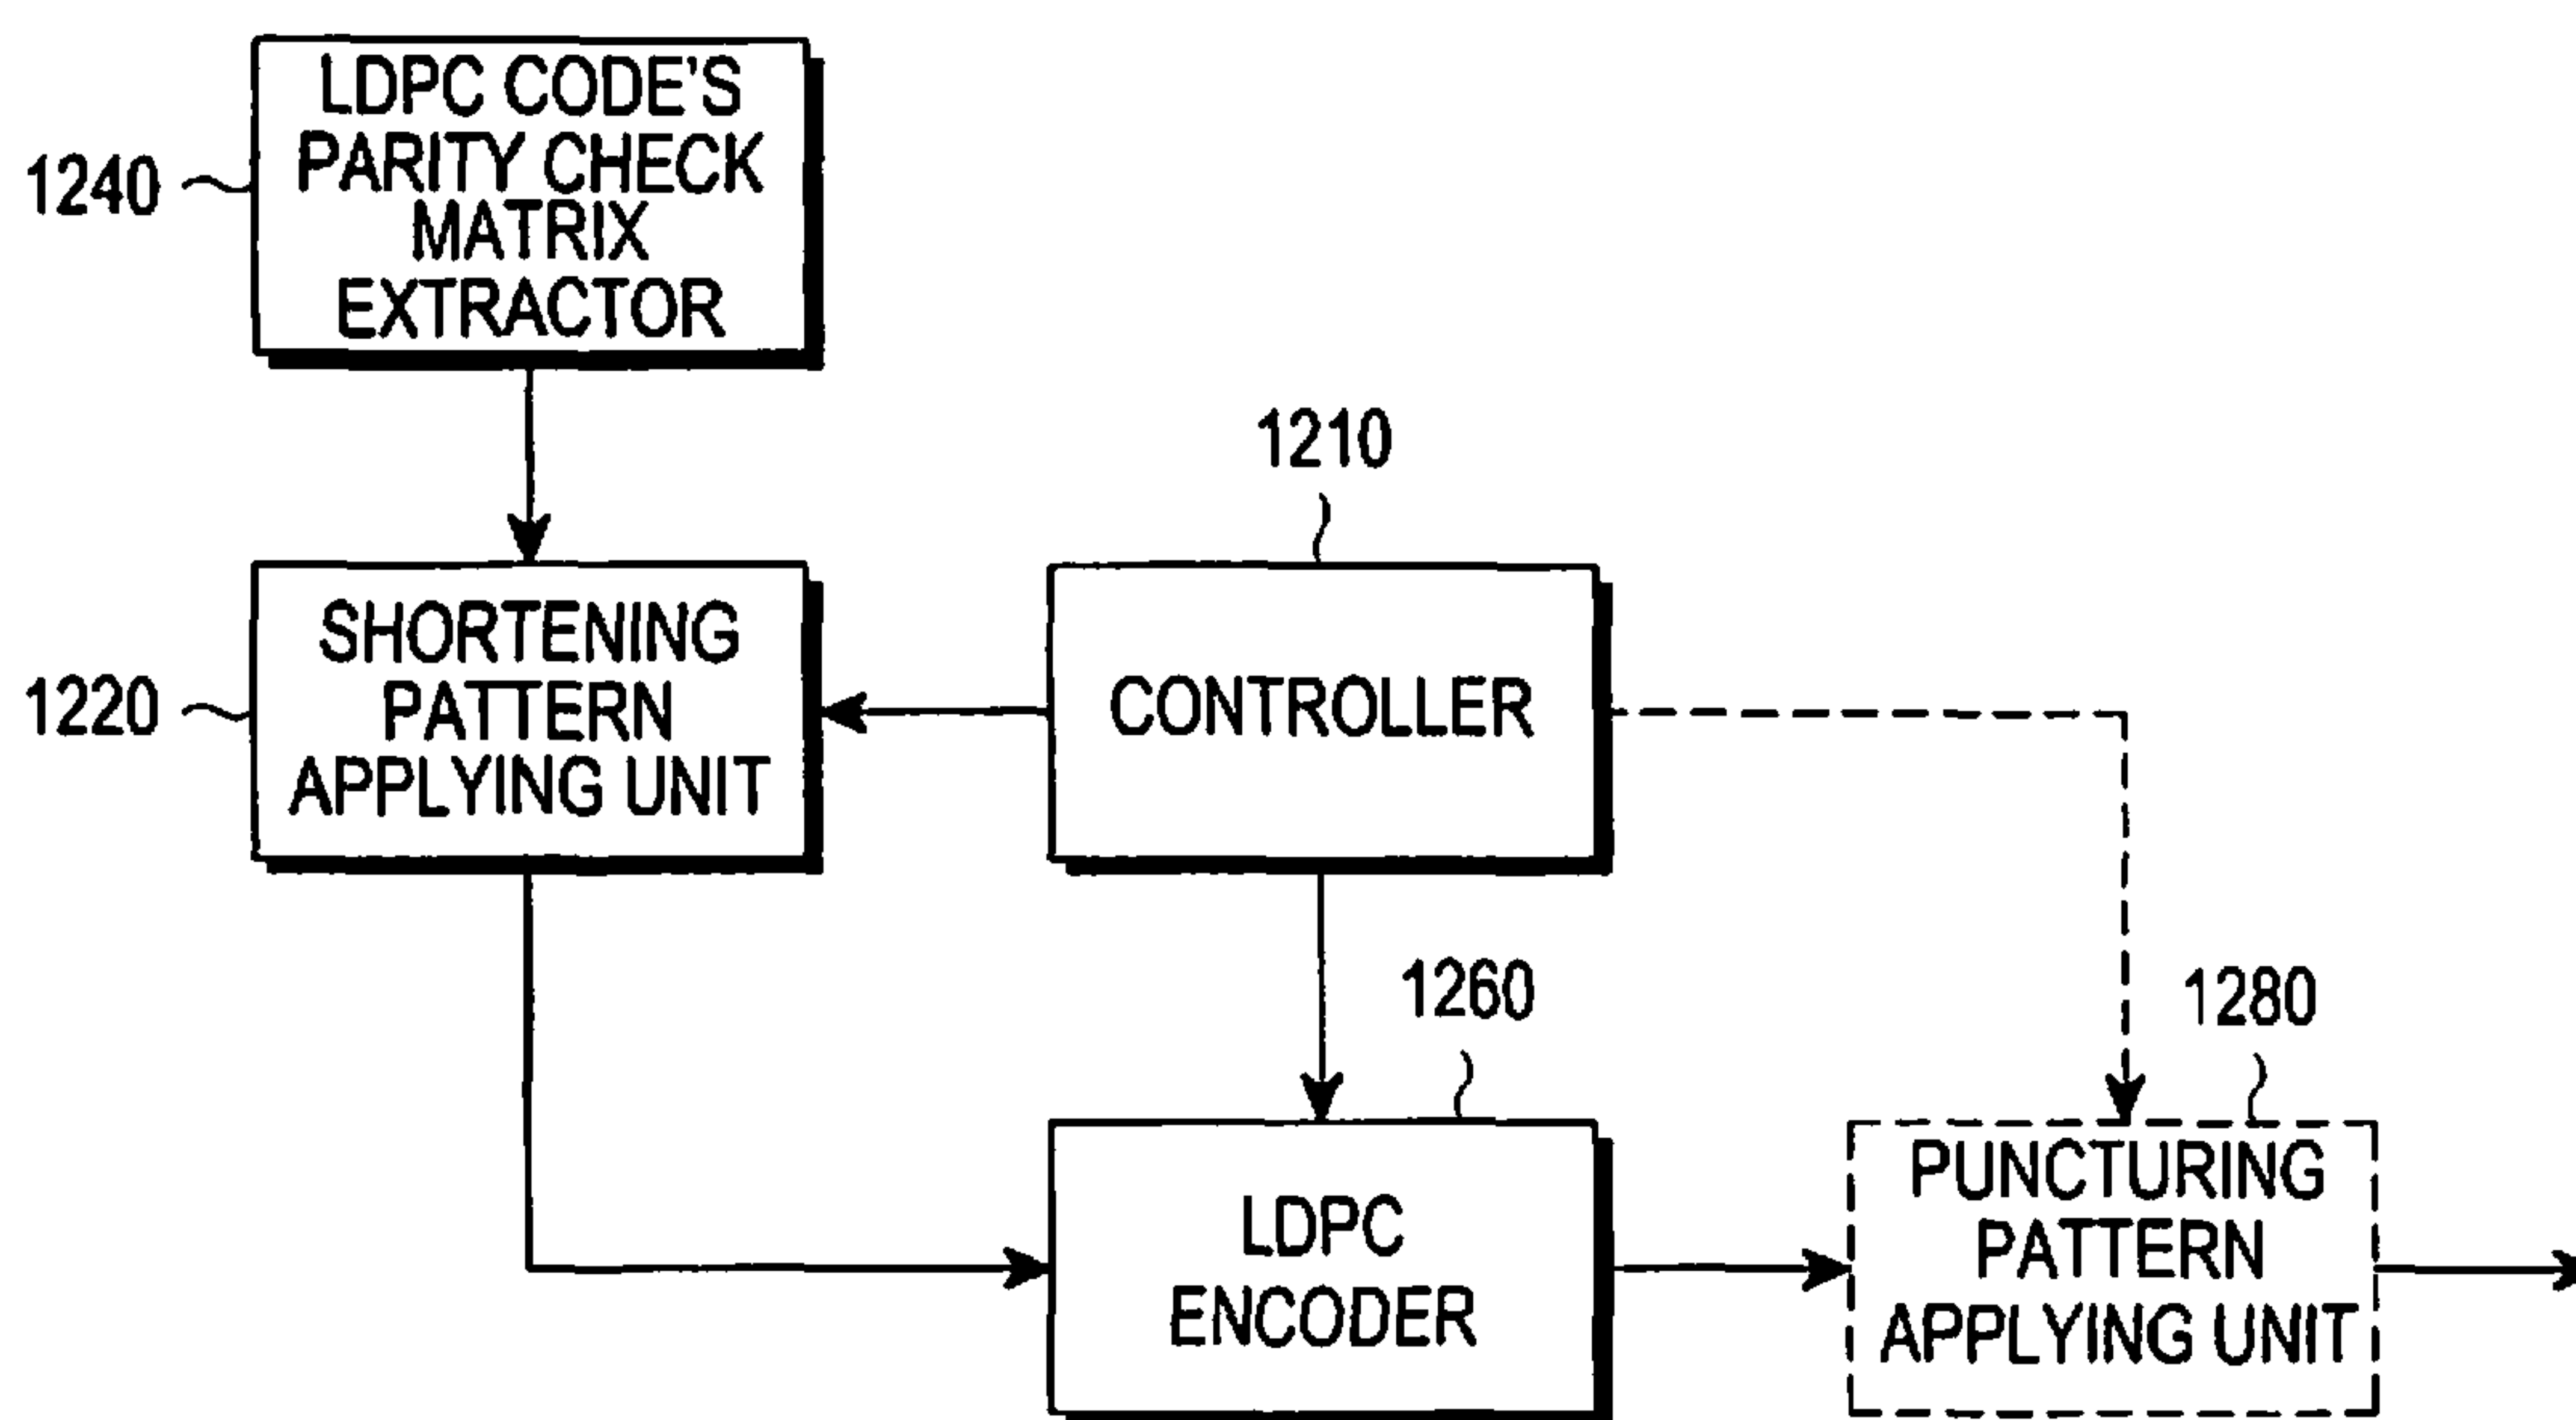 1240
LDPC CODE'S
PARITY CHECK
MATRIX
EXTRACTOR
1210
1220
SHORTENING
PATTERN
APPLYING UNIT
CONTROLLER
1260
1280
LDPC
ENCODER
PUNCTURING
PATTERN
APPLYING UNIT